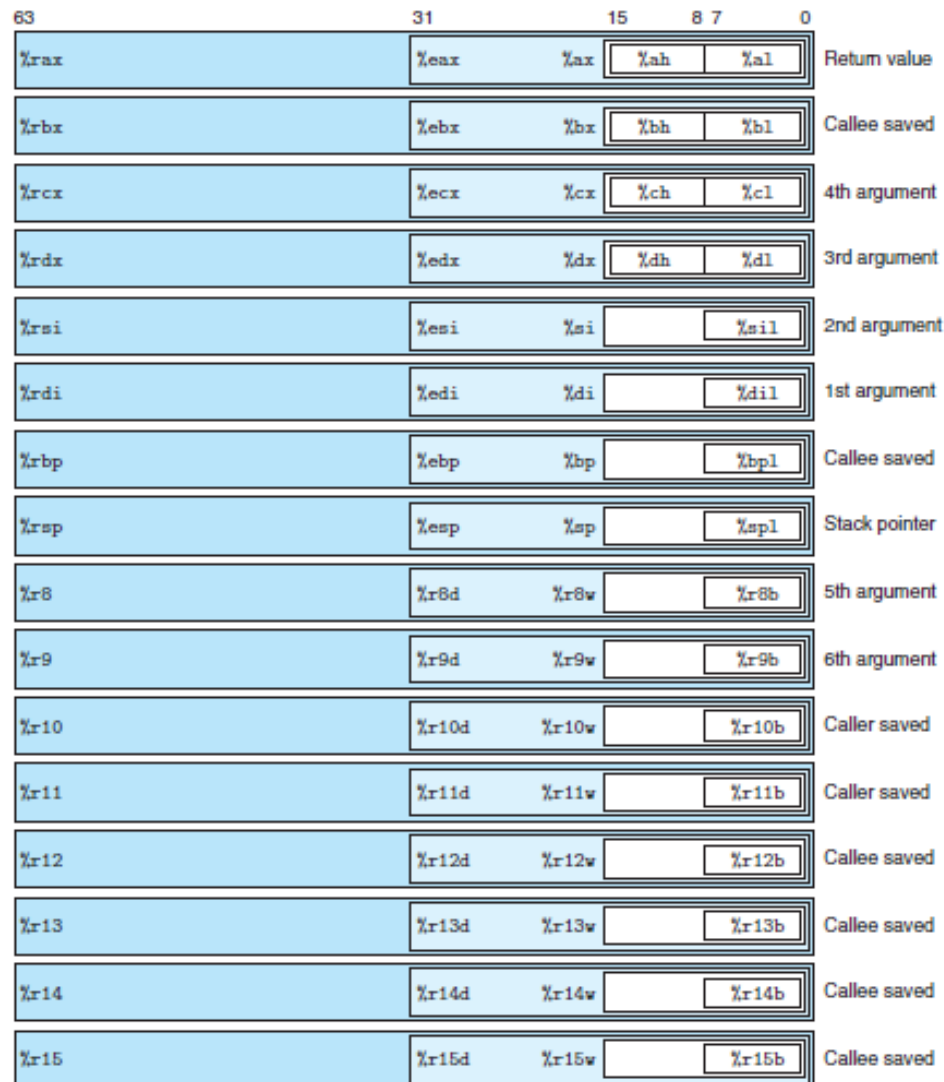 63 31 15 8 7 0
%rax %eax %ax %ah %al Return value
%rbx %ebx %bx %bh %bl Callee saved
%rcx %ecx %cx %ch %cl 4th argument
%rdx %edx %dx %dh %dl 3rd argument
%rsi %esi %si %sil 2nd argument
%rdi %edi %di %dil 1st argument
%rbp %ebp %bp %bpl Callee saved
%rsp %esp %sp %spl Stack pointer
%r8 %r8d %r8w %r8b 5th argument
%r9 %r9d %r9w %r9b 6th argument
%r10 %r10d %r10w %r10b Caller saved
%r11 %r11d %r11w %r11b Caller saved
%r12 %r12d %r12w %r12b Callee saved
%r13 %r13d %r13w %r13b Callee saved
%r14 %r14d %r14w %r14b Callee saved
%r15 %r15d %r15w %r15b Callee saved